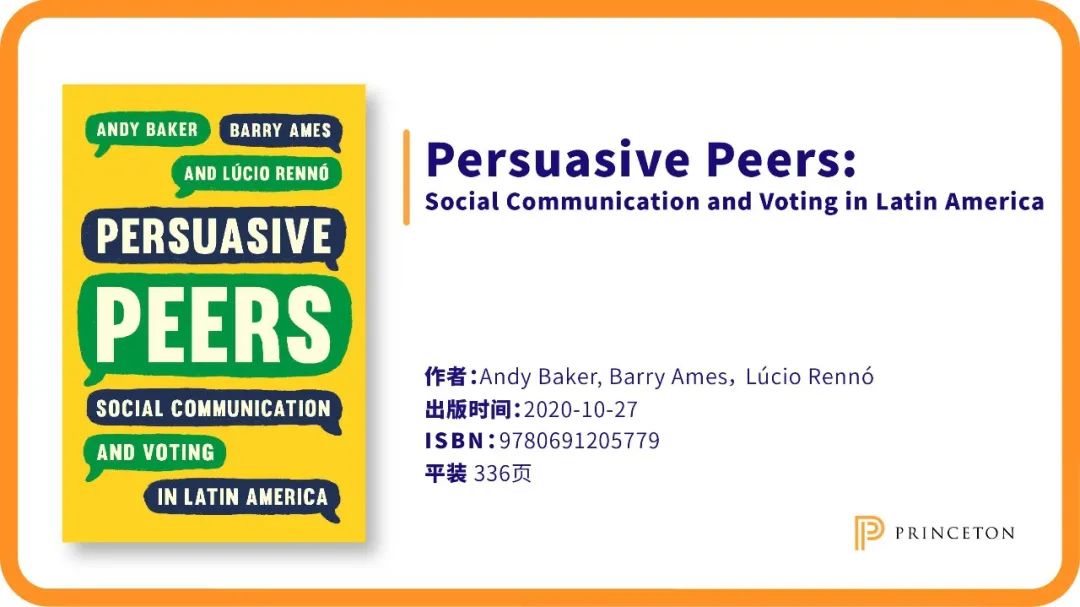 ANDY BAKER
BARRY AMES
AND LÚCIO RENNÓ
PERSUASIVE
PEERS
SOCIAL COMMUNICATION
AND VOTING
IN LATIN AMERICA
Persuasive Peers:
Social Communication and Voting in Latin America
作者：Andy Baker, Barry Ames，Lúcio Rennó
出版时间：2020-10-27
ISBN：9780691205779
平装 336页
PRINCETON